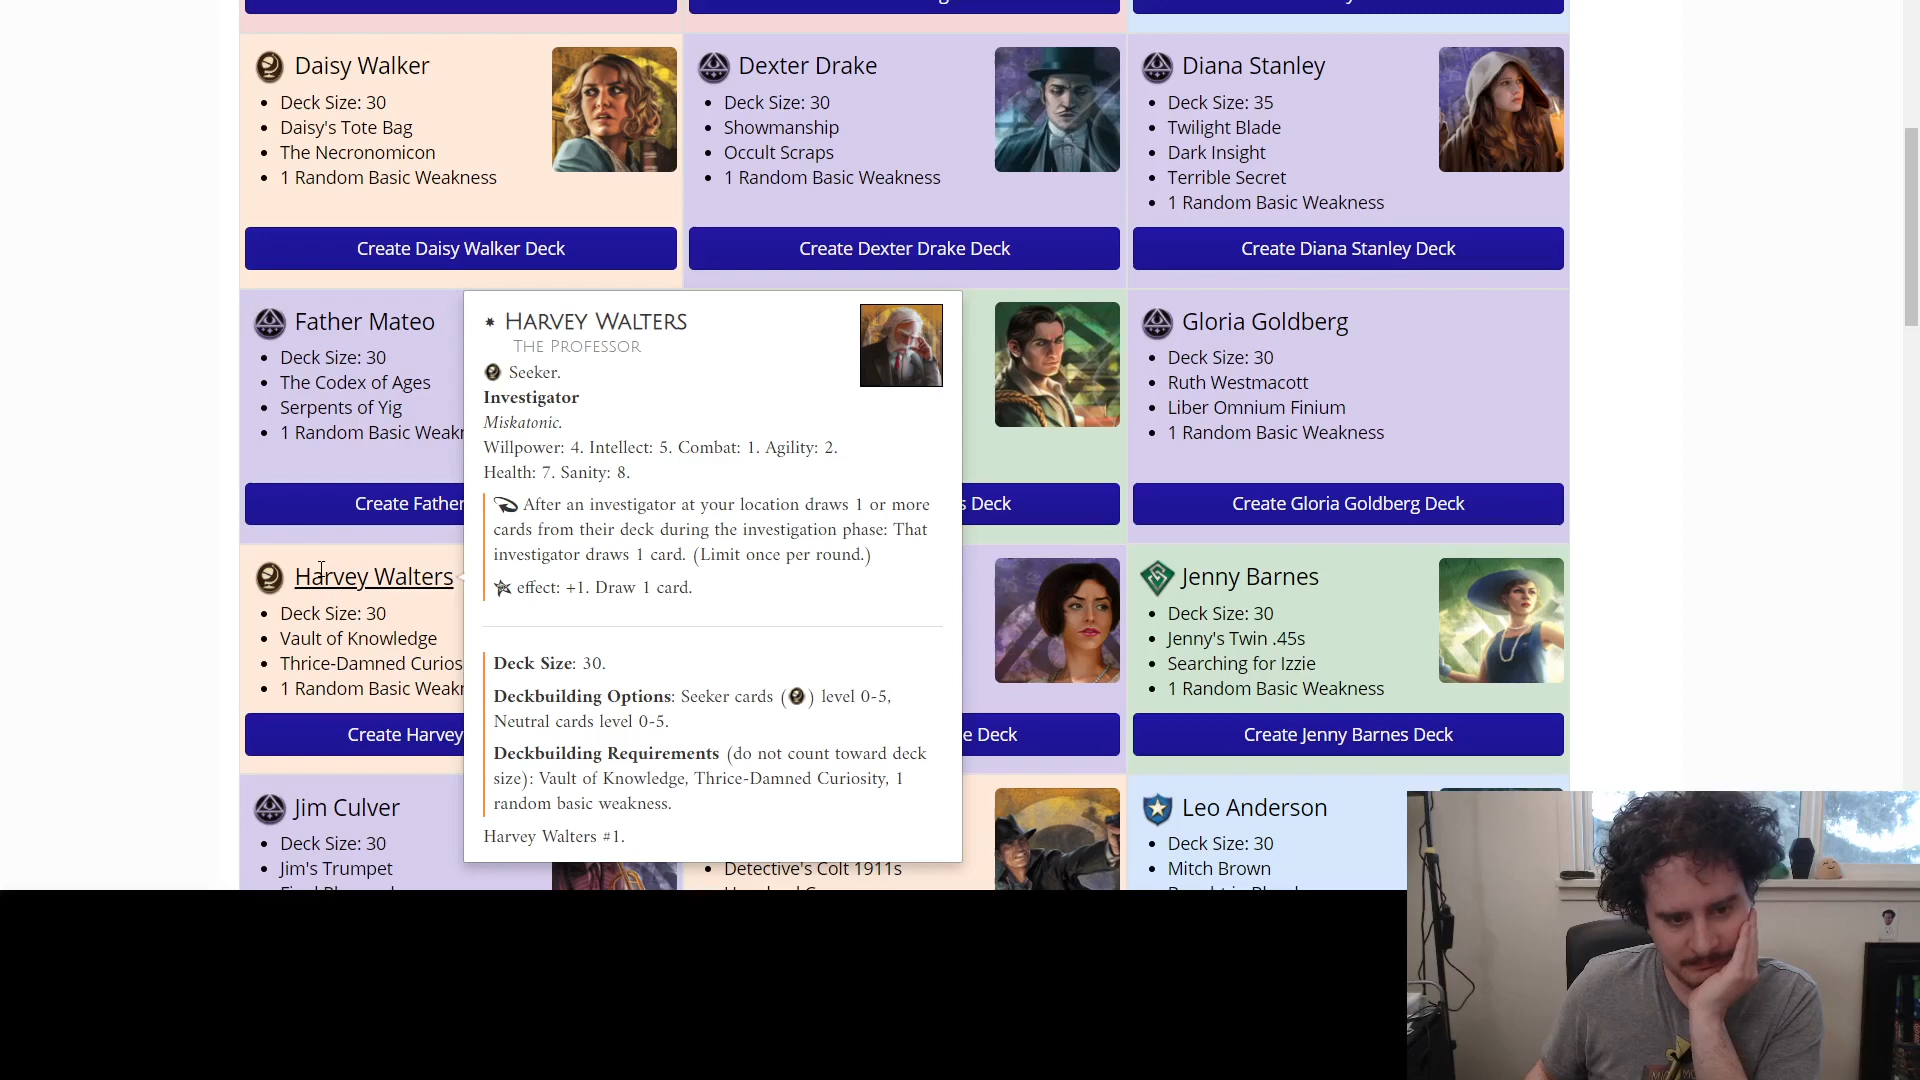 Daisy Walker
Deck Size: 30
Daisy's Tote Bag
The Necronomicon
1 Random Basic Weakness
Create Daisy Walker Deck
Dexter Drake
Deck Size: 30
Showmanship
Occult Scraps
1 Random Basic Weakness
Create Dexter Drake Deck
Diana Stanley
Deck Size: 35
Twilight Blade
Dark Insight
Terrible Secret
1 Random Basic Weakness
Create Diana Stanley Deck
Father Mateo
Deck Size: 30
The Codex of Ages
Serpents of Yig
1 Random Basic Weakn
Create Father
HARVEY WALTERS
THE PROFESSOR
Seeker.
Investigator
Miskatonic.
Willpower: 4. Intellect: 5. Combat: 1. Agility: 2.
Health: 7. Sanity: 8.
After an investigator at your location draws 1 or more
cards from their deck during the investigation phase: That
investigator draws 1 card. (Limit once per round.)
effect: +1. Draw 1 card.
Deck Size: 30.
Deckbuilding Options: Seeker cards ( ) level 0-5,
Neutral cards level 0-5.
Deckbuilding Requirements (do not count toward deck
size): Vault of Knowledge, Thrice-Damned Curiosity, 1
random basic weakness.
Harvey Walters #1.
s Deck
Gloria Goldberg
Deck Size: 30
Ruth Westmacott
Liber Omnium Finium
1 Random Basic Weakness
Create Gloria Goldberg Deck
Harvey Walters
Deck Size: 30
Vault of Knowledge
Thrice-Damned Curios
1 Random Basic Weakn
Create Harvey
e Deck
Jenny Barnes
Deck Size: 30
Jenny's Twin .45s
Searching for Izzie
1 Random Basic Weakness
Create Jenny Barnes Deck
Jim Culver
Deck Size: 30
Jim's Trumpet
Detective's Colt 1911s
Leo Anderson
Deck Size: 30
Mitch Brown